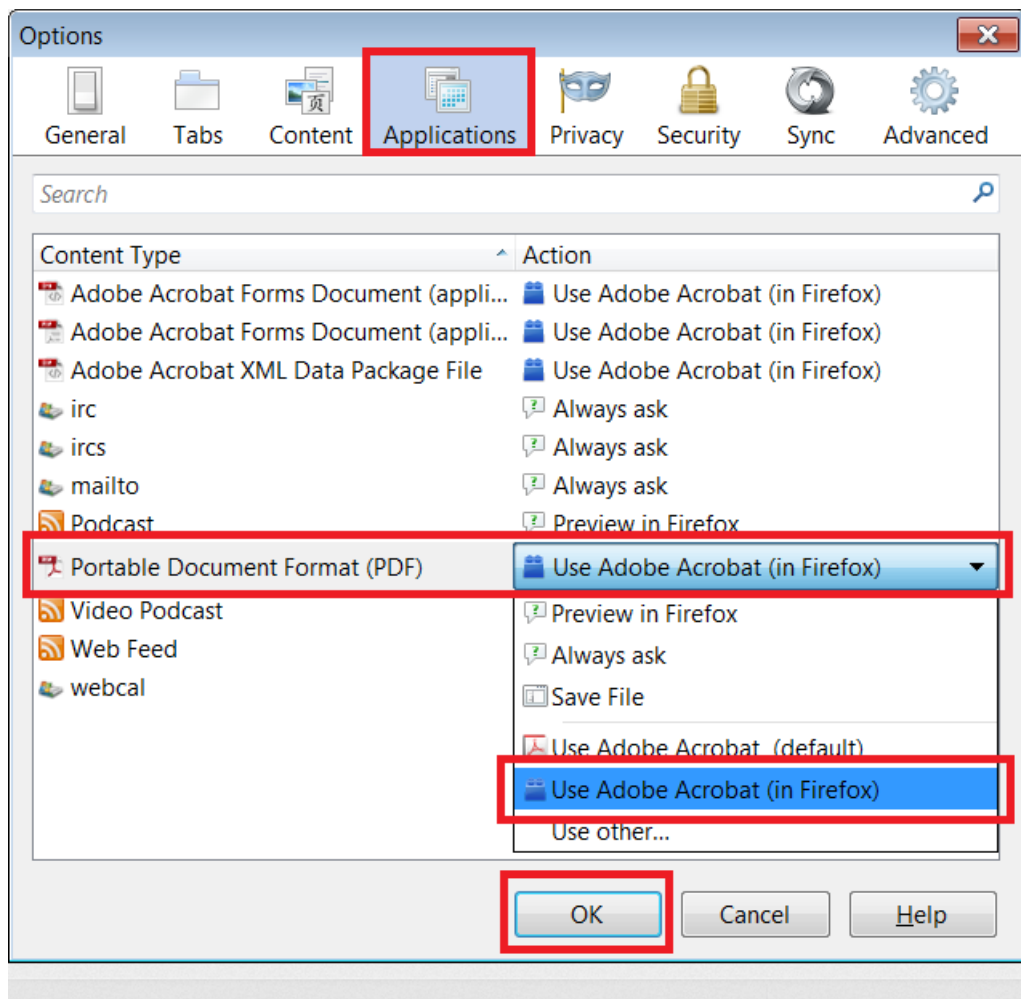 Options
General Tabs Content Applications Privacy Security Sync Advanced
Search
Content Type Action
Adobe Acrobat Forms Document (appli... Use Adobe Acrobat (in Firefox)
Adobe Acrobat Forms Document (appli... Use Adobe Acrobat (in Firefox)
Adobe Acrobat XML Data Package File Use Adobe Acrobat (in Firefox)
irc Always ask
ircs Always ask
mailto Always ask
Podcast Preview in Firefox
Portable Document Format (PDF) Use Adobe Acrobat (in Firefox)
Video Podcast Preview in Firefox
Web Feed Always ask
webcal Save File
Use Adobe Acrobat (default)
Use Adobe Acrobat (in Firefox)
Use other...
OK Cancel Help